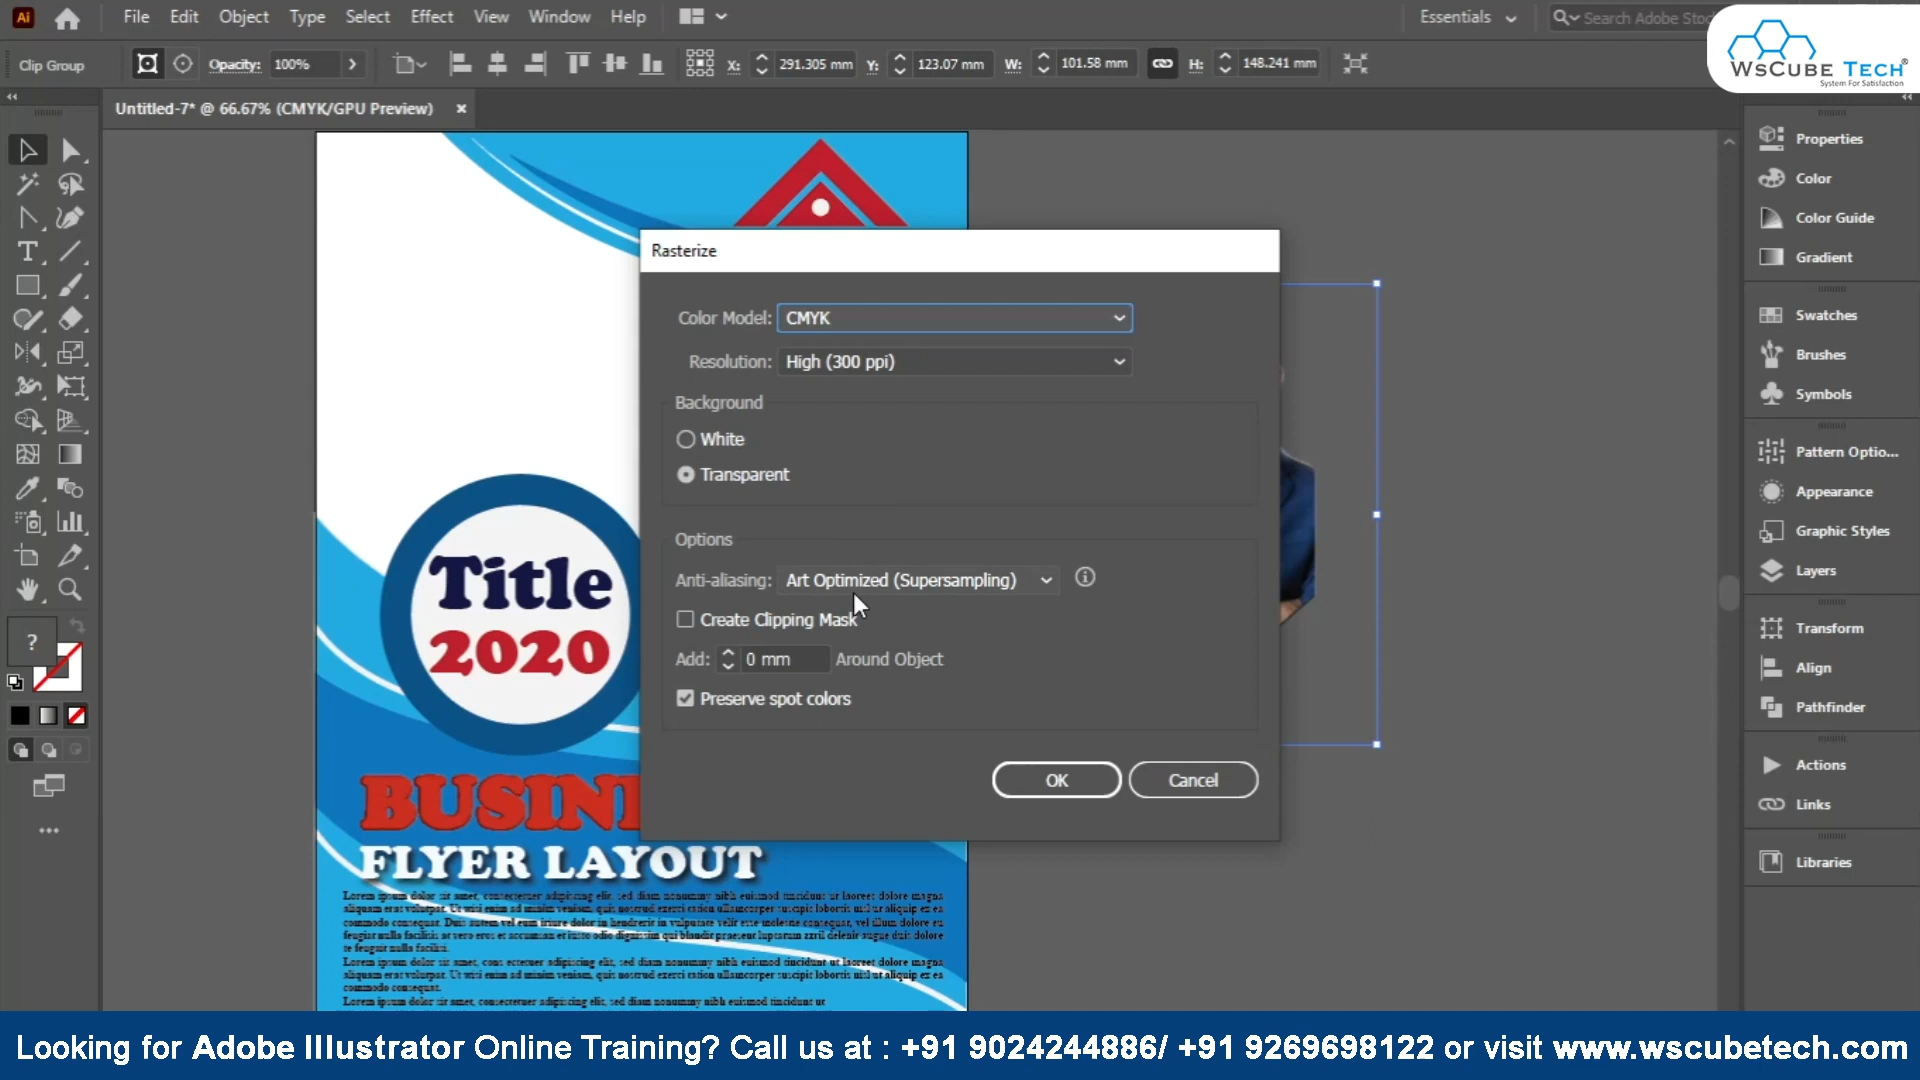 Ai File Edit Object Type Select Effect View Window Help Essentials Search Adobe Stoc
WsCube Tech®
System For Satisfaction
Clip Group Opacity: 100% X: 291.305 mm Y: 123.07 mm W: 101.58 mm H: 148.241 mm
Untitled-7* @ 66.67% (CMYK/GPU Preview) ×
Rasterize
Color Model: CMYK
Resolution: High (300 ppi)
Background
White
Transparent
Options
Anti-aliasing: Art Optimized (Supersampling)
Create Clipping Mask
Add: 0 mm Around Object
Preserve spot colors
OK Cancel
Properties
Color
Color Guide
Gradient
Swatches
Brushes
Symbols
Pattern Optio...
Appearance
Graphic Styles
Layers
Transform
Align
Pathfinder
Actions
Links
Libraries
?
Title
2020
BUSIN
FLYER LAYOUT
Lorem ipsum dolor sit amet, consectetuer adipiscing elit, sed diam nonummy nibh euismod tincidunt ut laoreet dolore magna
aliquam erat volutpat. Ut wisi enim ad minim veniam, quis nostrud exerci tation ullamcorper suscipit lobortis nisl ut aliquip ex ea
commodo consequat. Duis autem vel eum iriure dolor in hendrerit in vulputate velit esse molestie consequat, vel illum dolore eu
feugiat nulla facilisis at vero eros et accumsan et iusto odio dignissim qui blandit praesent luptatum zzril delenit augue duis dolore
te feugait nulla facilisi.
Lorem ipsum dolor sit amet, cons ectetuer adipiscing elit, sed diam nonummy nibh euismod tincidunt ut laoreet dolore magna
aliquam erat volutpat. Ut wisi enim ad minim veniam, quis nostrud exerci tation ullamcorper suscipit lobortis nisl ut aliquip ex ea
commodo consequat.
Lorem ipsum dolor sit amet, consectetuer adipiscing elit, sed diam nonummy nibh euismod tincidunt ut
Looking for Adobe Illustrator Online Training? Call us at : +91 9024244886/ +91 9269698122 or visit www.wscubetech.com